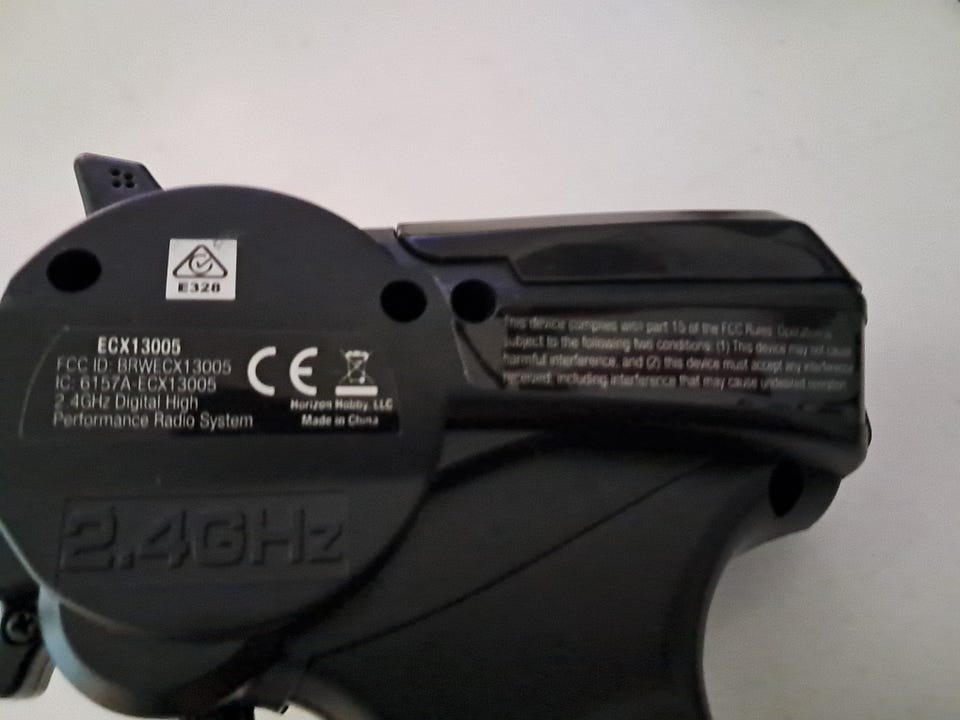 E328
ECX13005
FCC ID: BRWECX13005
IC: 6157A-ECX13005
2.4GHz Digital High
Performance Radio System
CE
Horizon Hobby, LLC
Made in China
This device complies with part 15 of the FCC Rules. Operation is
subject to the following two conditions: (1) This device may not cause
harmful interference, and (2) this device must accept any interference
received, including interference that may cause undesired operation.
2.4GHz